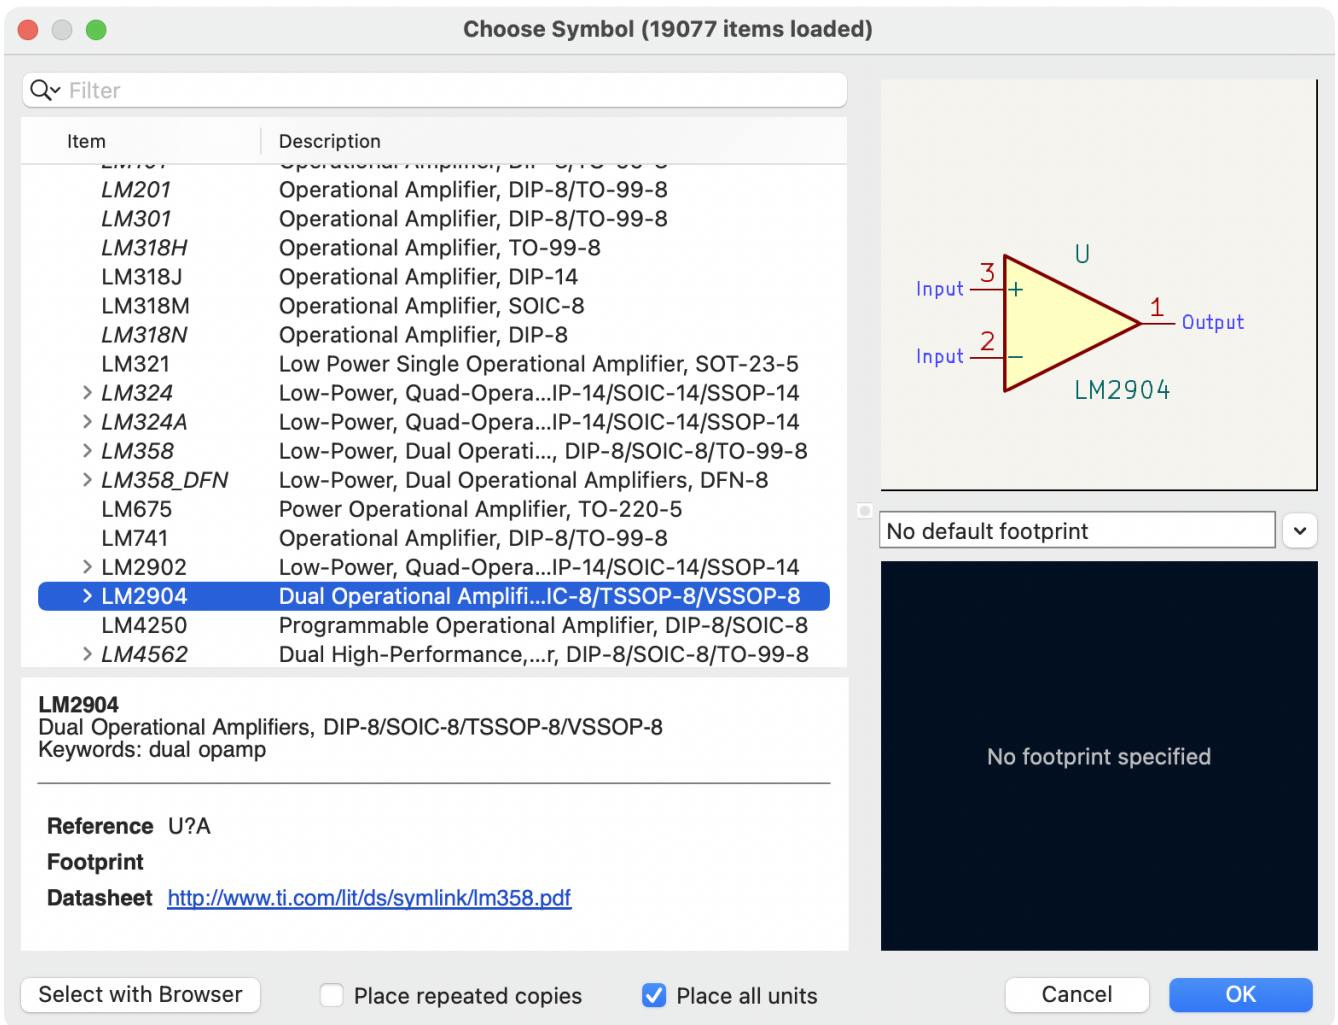 Choose Symbol (19077 items loaded)
Filter
Item Description
LM201 Operational Amplifier, DIP-8/TO-99-8
LM301 Operational Amplifier, DIP-8/TO-99-8
LM318H Operational Amplifier, TO-99-8
LM318J Operational Amplifier, DIP-14
LM318M Operational Amplifier, SOIC-8
LM318N Operational Amplifier, DIP-8
LM321 Low Power Single Operational Amplifier, SOT-23-5
LM324 Low-Power, Quad-Opera...IP-14/SOIC-14/SSOP-14
LM324A Low-Power, Quad-Opera...IP-14/SOIC-14/SSOP-14
LM358 Low-Power, Dual Operati..., DIP-8/SOIC-8/TO-99-8
LM358_DFN Low-Power, Dual Operational Amplifiers, DFN-8
LM675 Power Operational Amplifier, TO-220-5
LM741 Operational Amplifier, DIP-8/TO-99-8
LM2902 Low-Power, Quad-Opera...IP-14/SOIC-14/SSOP-14
LM2904 Dual Operational Amplifi...IC-8/TSSOP-8/VSSOP-8
LM4250 Programmable Operational Amplifier, DIP-8/SOIC-8
LM4562 Dual High-Performance,...r, DIP-8/SOIC-8/TO-99-8
LM2904
Dual Operational Amplifiers, DIP-8/SOIC-8/TSSOP-8/VSSOP-8
Keywords: dual opamp
Reference U?A
Footprint
Datasheet http://www.ti.com/lit/ds/symlink/lm358.pdf
U
Input 3 +
1 Output
Input 2 −
LM2904
No default footprint
No footprint specified
Select with Browser
Place repeated copies
Place all units
Cancel
OK